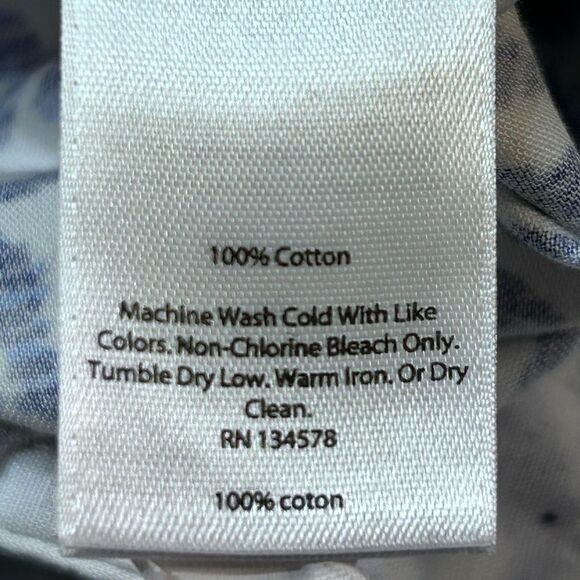 100% Cotton
Machine Wash Cold With Like
Colors. Non-Chlorine Bleach Only.
Tumble Dry Low. Warm Iron. Or Dry
Clean.
RN 134578
100% coton